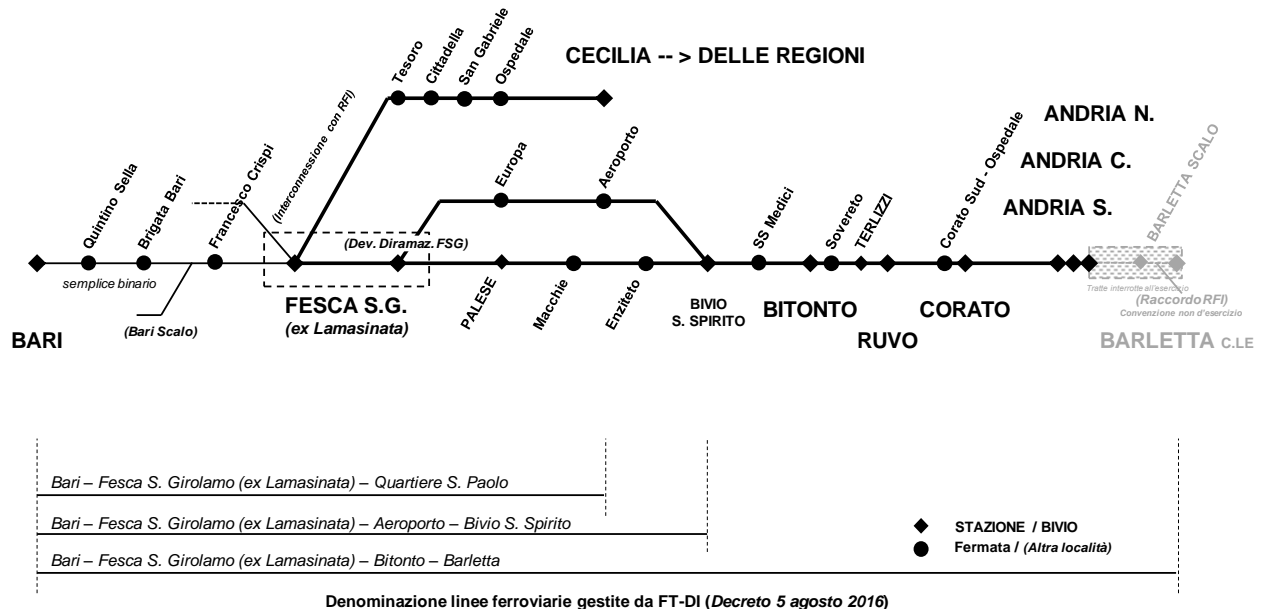 Tesoro
Cittadella
San Gabriele
Ospedale
CECILIA -- > DELLE REGIONI
(Interconnessione con RFI)
ANDRIA N.
ANDRIA C.
ANDRIA S.
BARLETTA SCALO
Quintino Sella
Brigata Bari
Francesco Crispi
Europa
Aeroporto
SS Medici
Sovereto
TERLIZZI
Corato Sud - Ospedale
(Dev. Diramaz. FSG)
semplice binario
(Bari Scalo)
BARI
FESCA S.G.
(ex Lamasinata)
PALESE
Macchie
Enziteto
BIVIO
S. SPIRITO
BITONTO
RUVO
CORATO
Tratte interrotte all'esercizio
(Raccordo RFI)
Convenzione non d'esercizio
BARLETTA C.LE
Bari – Fesca S. Girolamo (ex Lamasinata) – Quartiere S. Paolo
Bari – Fesca S. Girolamo (ex Lamasinata) – Aeroporto – Bivio S. Spirito
Bari – Fesca S. Girolamo (ex Lamasinata) – Bitonto – Barletta
STAZIONE / BIVIO
Fermata / (Altra località)
Denominazione linee ferroviarie gestite da FT-DI (Decreto 5 agosto 2016)